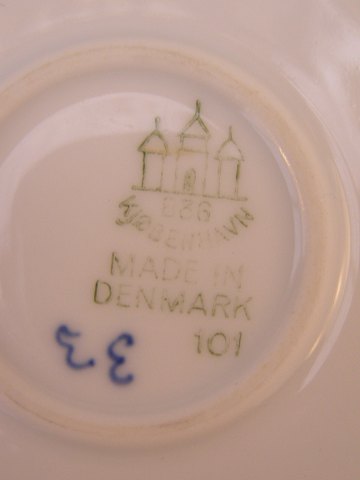 B&G
KJØBENHAVN
MADE IN
DENMARK
101
33